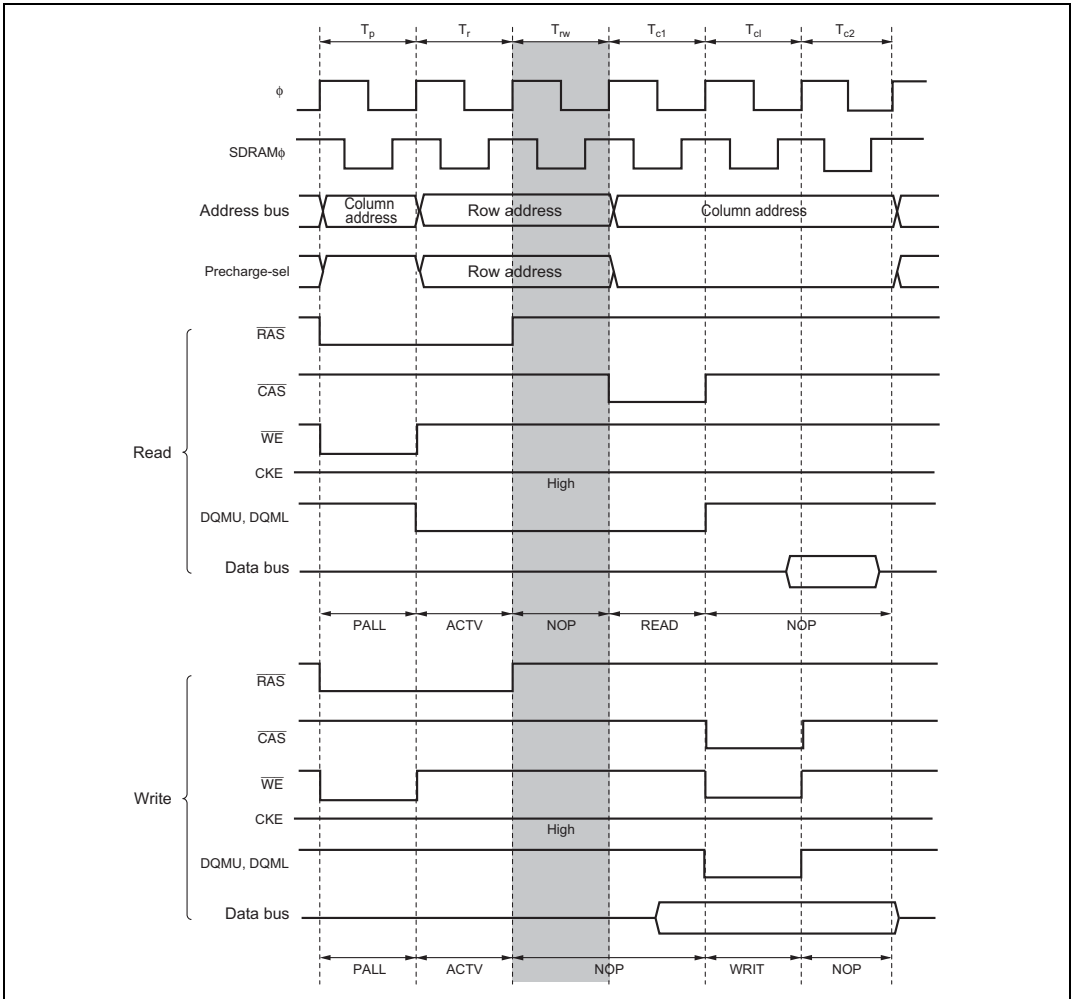 Tp Tr Trw Tc1 Tcl Tc2
ϕ
SDRAMϕ
Address bus Column address Row address Column address
Precharge-sel Row address
Read
RAS
CAS
WE
CKE High
DQMU, DQML
Data bus
PALL ACTV NOP READ NOP
Write
RAS
CAS
WE
CKE High
DQMU, DQML
Data bus
PALL ACTV NOP WRIT NOP